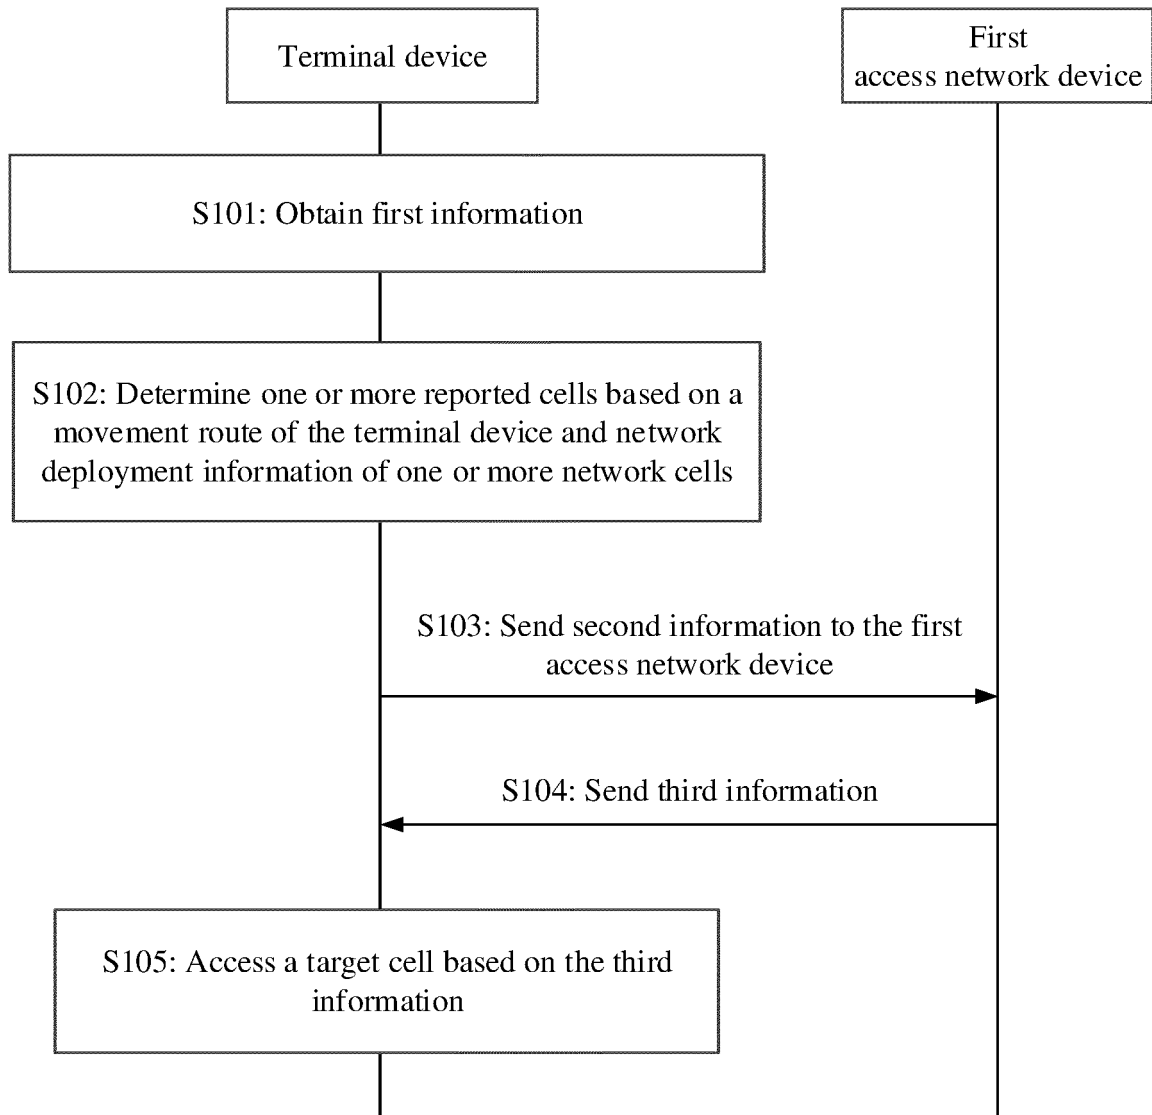 Terminal device
First
access network device
S101: Obtain first information
S102: Determine one or more reported cells based on a
movement route of the terminal device and network
deployment information of one or more network cells
S103: Send second information to the first
access network device
S104: Send third information
S105: Access a target cell based on the third
information